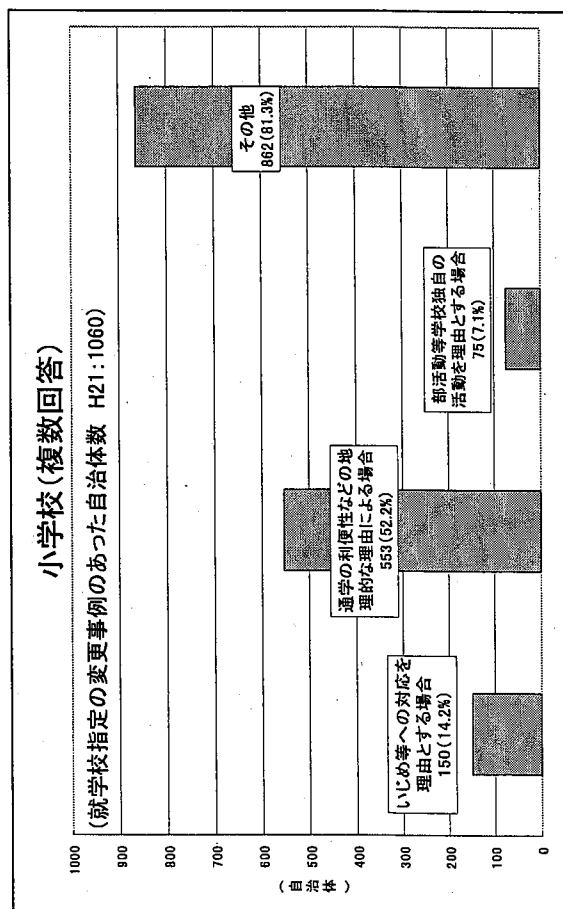 小学校(複数回答)
(就学校指定の変更事例のあった自治体数 H21:1060)
1000
900
800
700
600
500
400
300
200
100
0
(自治体)
いじめ等への対応を
理由とする場合
150(14.2%)
通学の利便性などの地
理的な理由による場合
553(52.2%)
部活動等学校独自の
活動を理由とする場合
75(7.1%)
その他
862(81.3%)